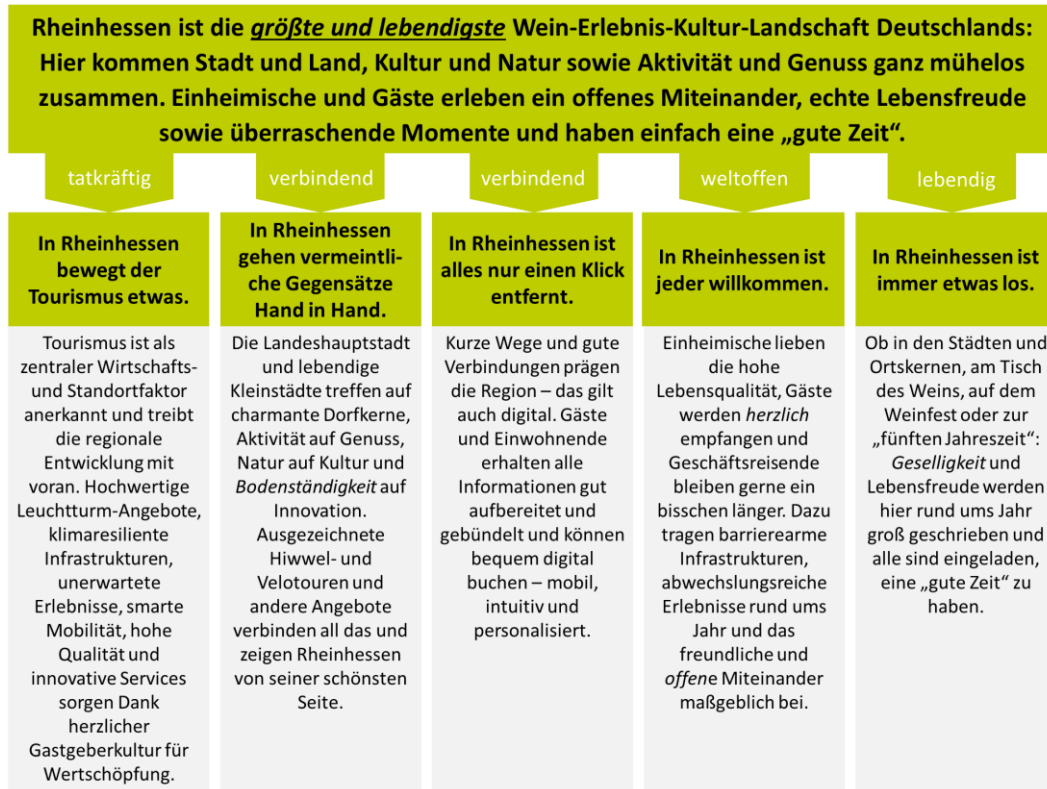 Rheinhessen ist die größte und lebendigste Wein-Erlebnis-Kultur-Landschaft Deutschlands:
Hier kommen Stadt und Land, Kultur und Natur sowie Aktivität und Genuss ganz mühelos
zusammen. Einheimische und Gäste erleben ein offenes Miteinander, echte Lebensfreude
sowie überraschende Momente und haben einfach eine „gute Zeit“.
tatkräftig
In Rheinhessen
bewegt der
Tourismus etwas.
Tourismus ist als
zentraler Wirtschafts-
und Standortfaktor
anerkannt und treibt
die regionale
Entwicklung mit
voran. Hochwertige
Leuchtturm-Angebote,
klimaresiliente
Infrastrukturen,
unerwartete
Erlebnisse, smarte
Mobilität, hohe
Qualität und
innovative Services
sorgen Dank
herzlicher
Gastgeberkultur für
Wertschöpfung.
verbindend
In Rheinhessen
gehen vermeintli-
che Gegensätze
Hand in Hand.
Die Landeshauptstadt
und lebendige
Kleinstädte treffen auf
charmante Dorfkerne,
Aktivität auf Genuss,
Natur auf Kultur und
Bodenständigkeit auf
Innovation.
Ausgezeichnete
Hiwwel- und
Velotouren und
andere Angebote
verbinden all das und
zeigen Rheinhessen
von seiner schönsten
Seite.
verbindend
In Rheinhessen ist
alles nur einen Klick
entfernt.
Kurze Wege und gute
Verbindungen prägen
die Region – das gilt
auch digital. Gäste
und Einwohnende
erhalten alle
Informationen gut
aufbereitet und
gebündelt und können
bequem digital
buchen – mobil,
intuitiv und
personalisiert.
weltoffen
In Rheinhessen ist
jeder willkommen.
Einheimische lieben
die hohe
Lebensqualität, Gäste
werden herzlich
empfangen und
Geschäftsreisende
bleiben gerne ein
bisschen länger. Dazu
tragen barrierearme
Infrastrukturen,
abwechslungsreiche
Erlebnisse rund ums
Jahr und das
freundliche und
offene Miteinander
maßgeblich bei.
lebendig
In Rheinhessen ist
immer etwas los.
Ob in den Städten und
Ortskernen, am Tisch
des Weins, auf dem
Weinfest oder zur
„fünften Jahreszeit“:
Geselligkeit und
Lebensfreude werden
hier rund ums Jahr
groß geschrieben und
alle sind eingeladen,
eine „gute Zeit“ zu
haben.